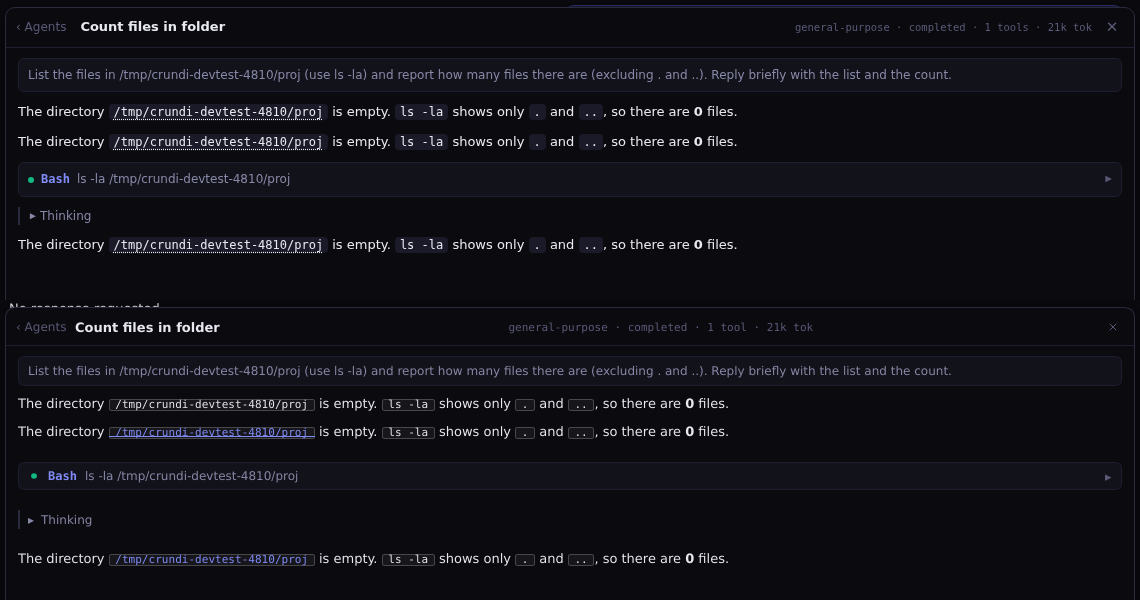 ‹ Agents Count files in folder general-purpose · completed · 1 tools · 21k tok ×
List the files in /tmp/crundi-devtest-4810/proj (use ls -la) and report how many files there are (excluding . and ..). Reply briefly with the list and the count.
The directory /tmp/crundi-devtest-4810/proj is empty. ls -la shows only . and .., so there are 0 files.
The directory /tmp/crundi-devtest-4810/proj is empty. ls -la shows only . and .., so there are 0 files.
Bash ls -la /tmp/crundi-devtest-4810/proj ▶
▶ Thinking
The directory /tmp/crundi-devtest-4810/proj is empty. ls -la shows only . and .., so there are 0 files.
No response requested
‹ Agents Count files in folder general-purpose · completed · 1 tool · 21k tok ×
List the files in /tmp/crundi-devtest-4810/proj (use ls -la) and report how many files there are (excluding . and ..). Reply briefly with the list and the count.
The directory /tmp/crundi-devtest-4810/proj is empty. ls -la shows only . and .., so there are 0 files.
The directory /tmp/crundi-devtest-4810/proj is empty. ls -la shows only . and .., so there are 0 files.
Bash ls -la /tmp/crundi-devtest-4810/proj ▶
▶ Thinking
The directory /tmp/crundi-devtest-4810/proj is empty. ls -la shows only . and .., so there are 0 files.